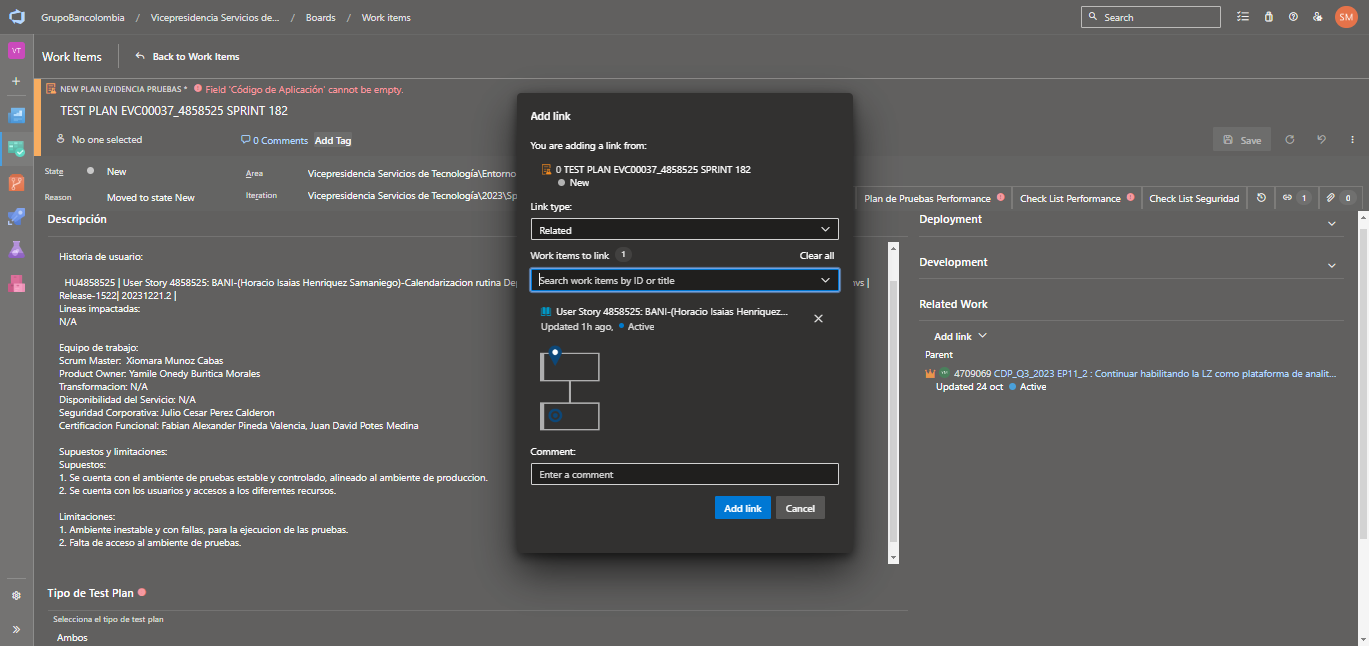 GrupoBancolombia / Vicepresidencia Servicios de... / Boards / Work items
Search
SM
VT
Work Items
Back to Work Items
NEW PLAN EVIDENCIA PRUEBAS * Field 'Código de Aplicación' cannot be empty.
TEST PLAN EVC00037_4858525 SPRINT 182
No one selected
0 Comments
Add Tag
Save
State
New
Area
Vicepresidencia Servicios de Tecnología\Entorno
Reason
Moved to state New
Iteration
Vicepresidencia Servicios de Tecnología\2023\Sp
Plan de Pruebas Performance
Check List Performance
Check List Seguridad
1
0
Descripción
Historia de usuario:
HU4858525 | User Story 4858525: BANI-(Horacio Isaias Henriquez Samaniego)-Calendarizacion rutina De
nvs |
Release-1522| 20231221.2 |
Lineas impactadas:
N/A
Equipo de trabajo:
Scrum Master: Xiomara Munoz Cabas
Product Owner: Yamile Onedy Buritica Morales
Transformacion: N/A
Disponibilidad del Servicio: N/A
Seguridad Corporativa: Julio Cesar Perez Calderon
Certificacion Funcional: Fabian Alexander Pineda Valencia, Juan David Potes Medina
Supuestos y limitaciones:
Supuestos:
1. Se cuenta con el ambiente de pruebas estable y controlado, alineado al ambiente de produccion.
2. Se cuenta con los usuarios y accesos a los diferentes recursos.
Limitaciones:
1. Ambiente inestable y con fallas, para la ejecucion de las pruebas.
2. Falta de acceso al ambiente de pruebas.
Tipo de Test Plan
Selecciona el tipo de test plan
Ambos
Add link
You are adding a link from:
0 TEST PLAN EVC00037_4858525 SPRINT 182
New
Link type:
Related
Work items to link 1
Clear all
Search work items by ID or title
User Story 4858525: BANI-(Horacio Isaias Henriquez...
Updated 1h ago, Active
Comment:
Enter a comment
Add link
Cancel
Deployment
Development
Related Work
Add link
Parent
4709069 CDP_Q3_2023 EP11_2 : Continuar habilitando la LZ como plataforma de analit...
Updated 24 oct Active